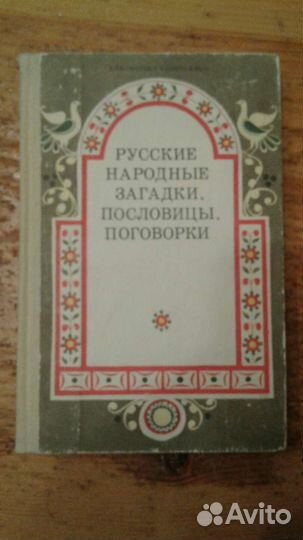 РУССКИЕ
НАРОДНЫЕ
ЗАГАДКИ,
ПОСЛОВИЦЫ,
ПОГОВОРКИ
Avito